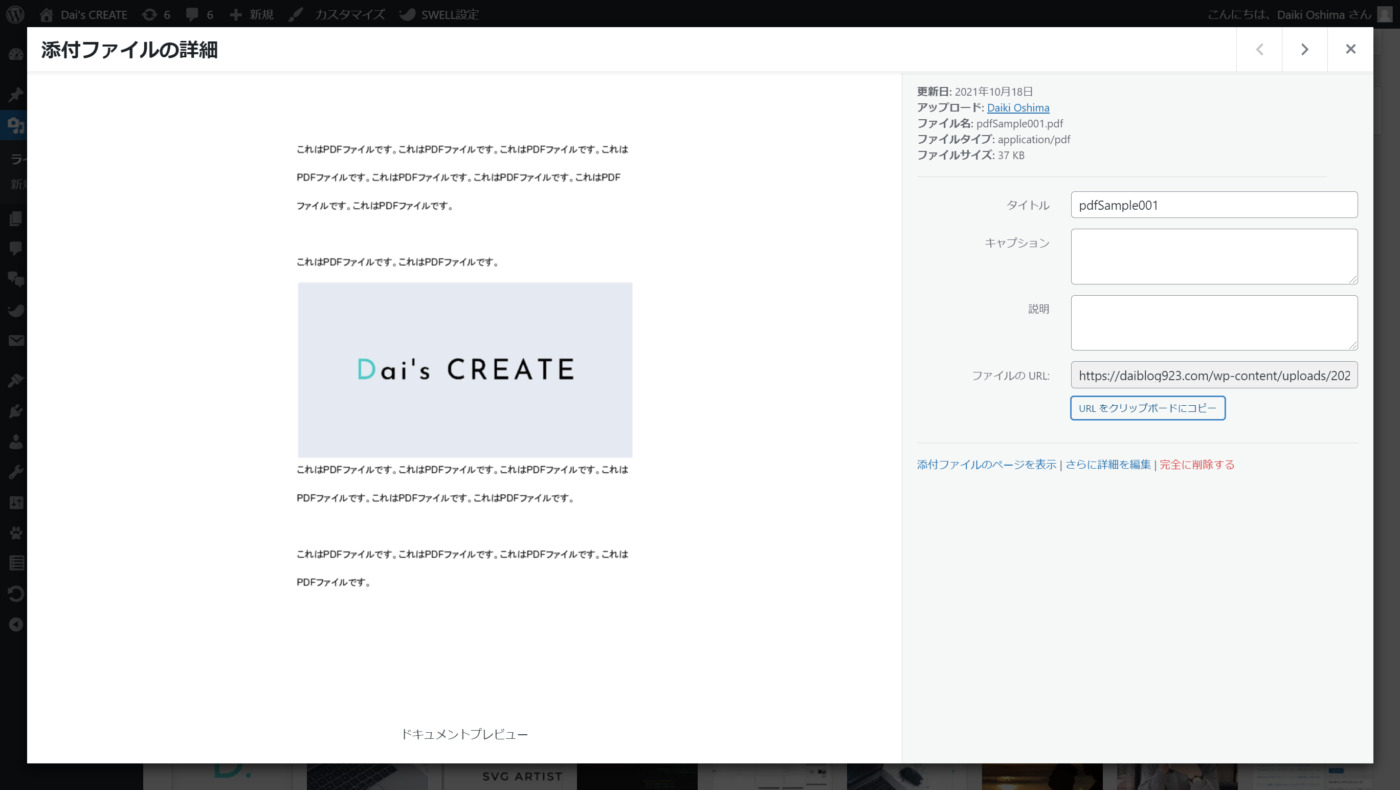 Dai's CREATE 6 6 新規 カスタマイズ SWELL設定 こんにちは、Daiki Oshima さん
添付ファイルの詳細
更新日: 2021年10月18日
アップロード: Daiki Oshima
ファイル名: pdfSample001.pdf
ファイルタイプ: application/pdf
ファイルサイズ: 37 KB
これはPDFファイルです。これはPDFファイルです。これはPDFファイルです。これは
PDFファイルです。これはPDFファイルです。これはPDFファイルです。これはPDF
ファイルです。これはPDFファイルです。
これはPDFファイルです。これはPDFファイルです。
Dai's CREATE
これはPDFファイルです。これはPDFファイルです。これはPDFファイルです。これは
PDFファイルです。これはPDFファイルです。これはPDFファイルです。
これはPDFファイルです。これはPDFファイルです。これはPDFファイルです。これは
PDFファイルです。
ドキュメントプレビュー
タイトル pdfSample001
キャプション
説明
ファイルの URL: https://daiblog923.com/wp-content/uploads/202
URL をクリップボードにコピー
添付ファイルのページを表示 | さらに詳細を編集 | 完全に削除する
D.
SVG ARTIST